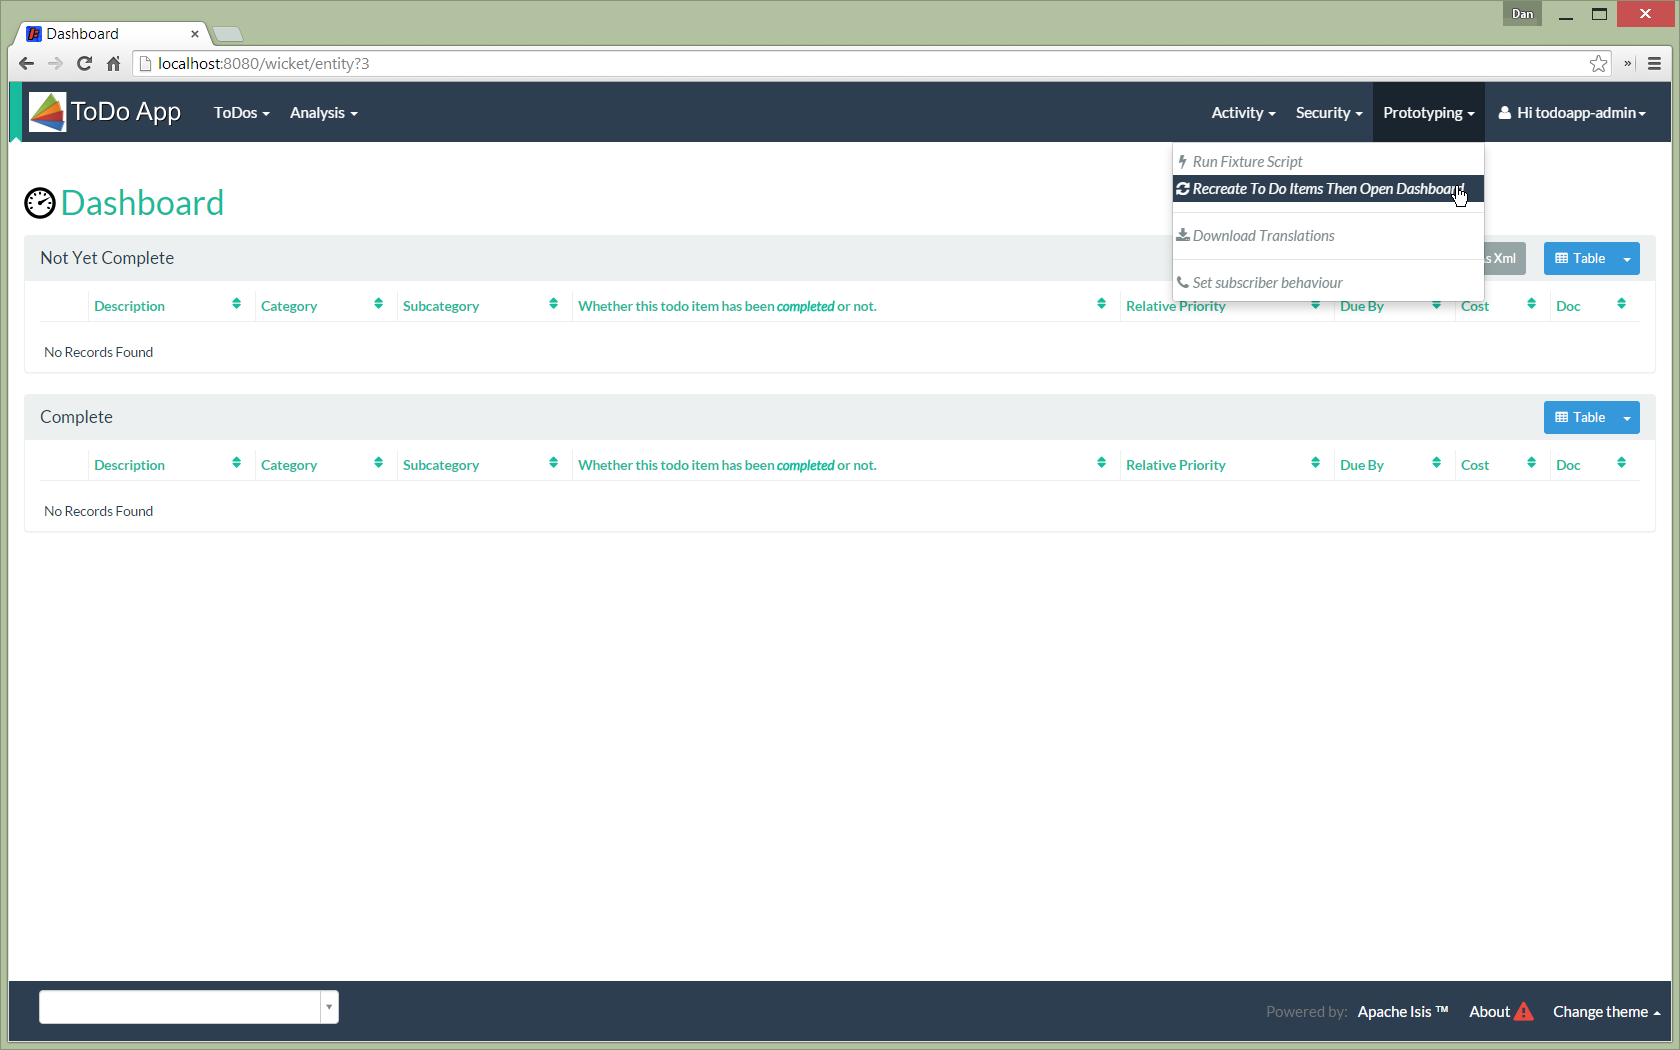 Dan
Dashboard
localhost:8080/wicket/entity?3
ToDo App ToDos Analysis Activity Security Prototyping Hi todoapp-admin
Run Fixture Script
Recreate To Do Items Then Open Dashboard
Download Translations
Set subscriber behaviour
Dashboard
Not Yet Complete s Xml Table
Description Category Subcategory Whether this todo item has been completed or not. Relative Priority Due By Cost Doc
No Records Found
Complete Table
Description Category Subcategory Whether this todo item has been completed or not. Relative Priority Due By Cost Doc
No Records Found
Powered by: Apache Isis ™ About Change theme